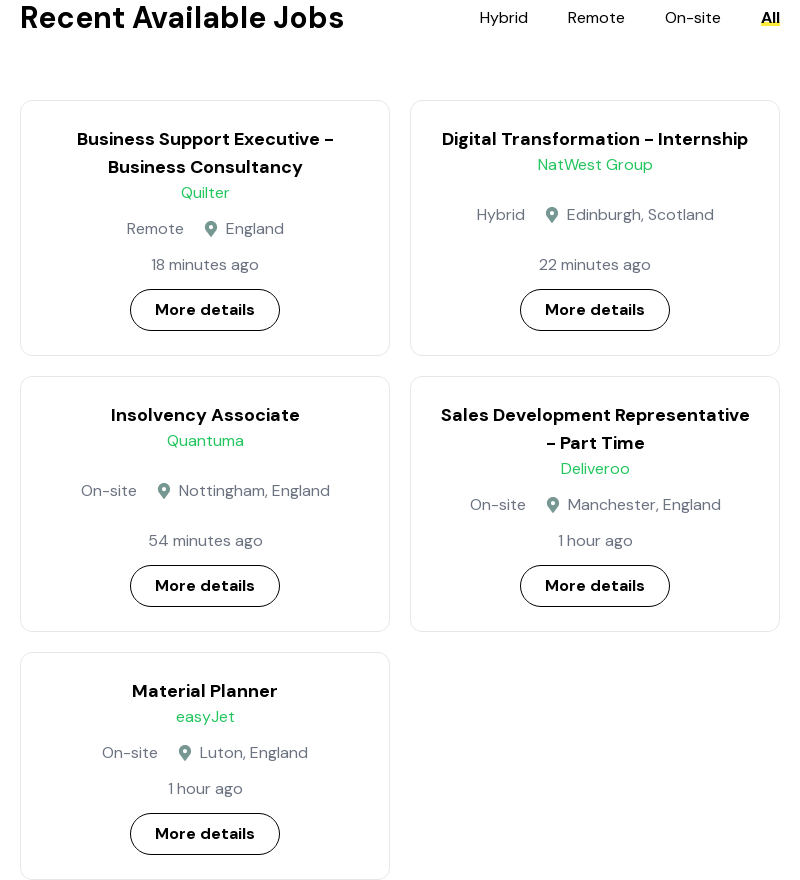 Recent Available Jobs
Hybrid Remote On-site All
Business Support Executive -
Business Consultancy
Quilter
Remote England
18 minutes ago
More details
Digital Transformation - Internship
NatWest Group
Hybrid Edinburgh, Scotland
22 minutes ago
More details
Insolvency Associate
Quantuma
On-site Nottingham, England
54 minutes ago
More details
Sales Development Representative
- Part Time
Deliveroo
On-site Manchester, England
1 hour ago
More details
Material Planner
easyJet
On-site Luton, England
1 hour ago
More details